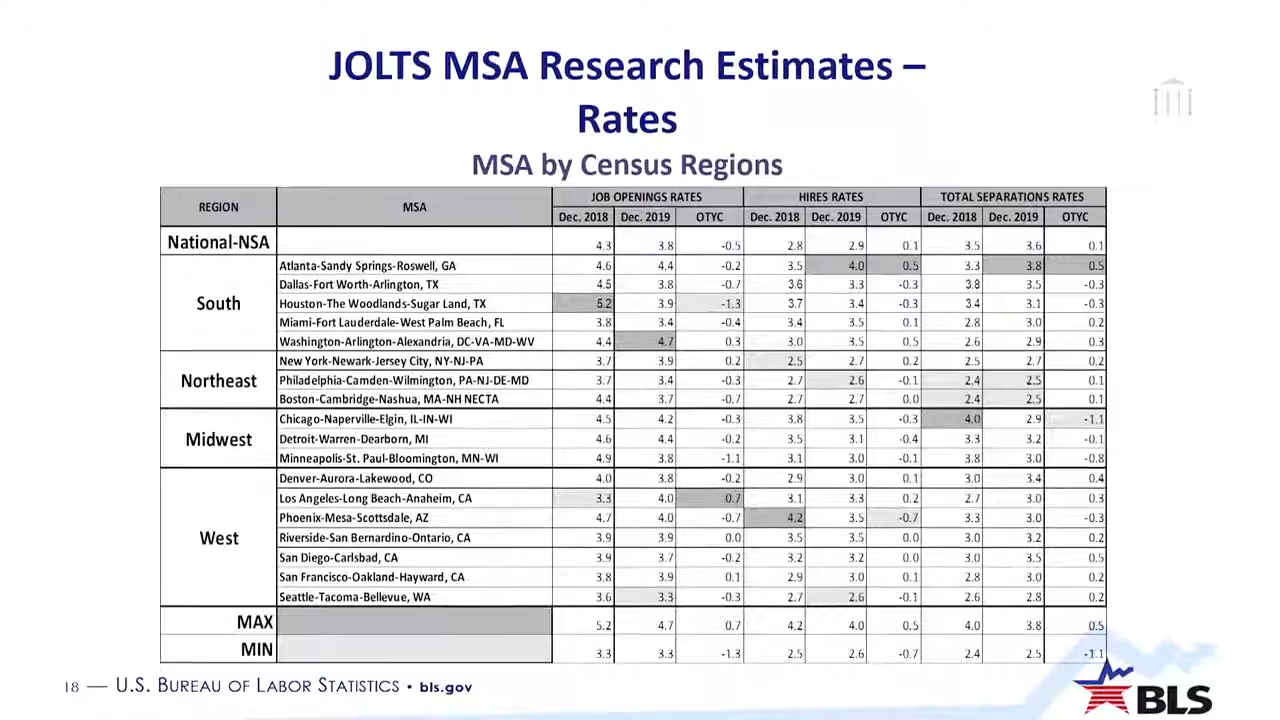 JOLTS MSA Research Estimates –
Rates
MSA by Census Regions
REGION MSA JOB OPENINGS RATES HIRES RATES TOTAL SEPARATIONS RATES
Dec. 2018 Dec. 2019 OTYC Dec. 2018 Dec. 2019 OTYC Dec. 2018 Dec. 2019 OTYC
National-NSA 4.3 3.8 -0.5 2.8 2.9 0.1 3.5 3.6 0.1
South
Atlanta-Sandy Springs-Roswell, GA 4.6 4.4 -0.2 3.5 4.0 0.5 3.3 3.8 0.5
Dallas-Fort Worth-Arlington, TX 4.5 3.8 -0.7 3.6 3.3 -0.3 3.8 3.5 -0.3
Houston-The Woodlands-Sugar Land, TX 5.2 3.9 -1.3 3.7 3.4 -0.3 3.4 3.1 -0.3
Miami-Fort Lauderdale-West Palm Beach, FL 3.8 3.4 -0.4 3.4 3.5 0.1 2.8 3.0 0.2
Washington-Arlington-Alexandria, DC-VA-MD-WV 4.4 4.7 0.3 3.0 3.5 0.5 2.6 2.9 0.3
Northeast
New York-Newark-Jersey City, NY-NJ-PA 3.7 3.9 0.2 2.5 2.7 0.2 2.5 2.7 0.2
Philadelphia-Camden-Wilmington, PA-NJ-DE-MD 3.7 3.4 -0.3 2.7 2.6 -0.1 2.4 2.5 0.1
Boston-Cambridge-Nashua, MA-NH NECTA 4.4 3.7 -0.7 2.7 2.7 0.0 2.4 2.5 0.1
Midwest
Chicago-Naperville-Elgin, IL-IN-WI 4.5 4.2 -0.3 3.8 3.5 -0.3 4.0 2.9 -1.1
Detroit-Warren-Dearborn, MI 4.6 4.4 -0.2 3.5 3.1 -0.4 3.3 3.2 -0.1
Minneapolis-St. Paul-Bloomington, MN-WI 4.9 3.8 -1.1 3.1 3.0 -0.1 3.8 3.0 -0.8
West
Denver-Aurora-Lakewood, CO 4.0 3.8 -0.2 2.9 3.0 0.1 3.0 3.4 0.4
Los Angeles-Long Beach-Anaheim, CA 3.3 4.0 0.7 3.1 3.3 0.2 2.7 3.0 0.3
Phoenix-Mesa-Scottsdale, AZ 4.7 4.0 -0.7 4.2 3.5 -0.7 3.3 3.0 -0.3
Riverside-San Bernardino-Ontario, CA 3.9 3.9 0.0 3.5 3.5 0.0 3.0 3.2 0.2
San Diego-Carlsbad, CA 3.9 3.7 -0.2 3.2 3.2 0.0 3.0 3.5 0.5
San Francisco-Oakland-Hayward, CA 3.8 3.9 0.1 2.9 3.0 0.1 2.8 3.0 0.2
Seattle-Tacoma-Bellevue, WA 3.6 3.3 -0.3 2.7 2.6 -0.1 2.6 2.8 0.2
MAX 5.2 4.7 0.7 4.2 4.0 0.5 4.0 3.8 0.5
MIN 3.3 3.3 -1.3 2.5 2.6 -0.7 2.4 2.5 -1.1
18 — U.S. BUREAU OF LABOR STATISTICS • bls.gov
BLS